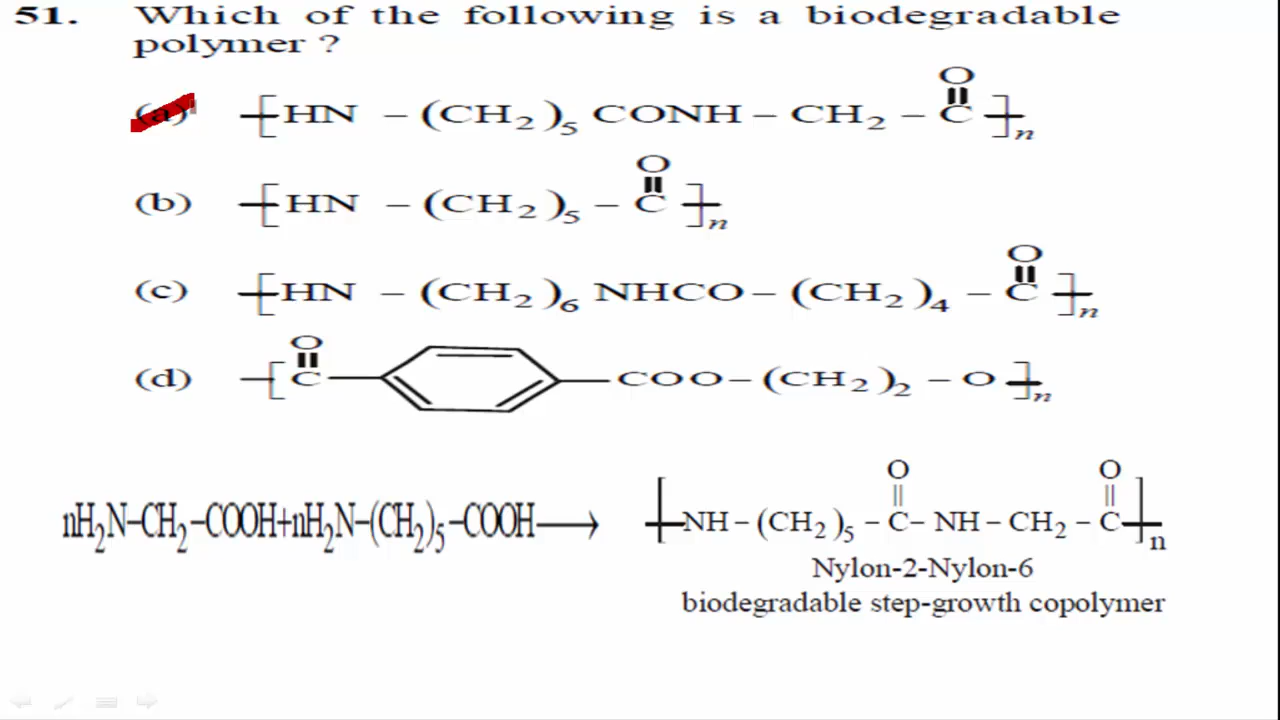 51. Which of the following is a biodegradable
polymer ?
O
(a) [HN – (CH₂)₅ CONH – CH₂ – C]n
O
(b) [HN – (CH₂)₅ – C]n
O
(c) [HN – (CH₂)₆ NHCO – (CH₂)₄ – C]n
O
(d) [C COO – (CH₂)₂ – O]n
O O
nH₂N–CH₂–COOH+nH₂N–(CH₂)₅–COOH⟶ [NH – (CH₂)₅ – C – NH – CH₂ – C]n
Nylon-2-Nylon-6
biodegradable step-growth copolymer